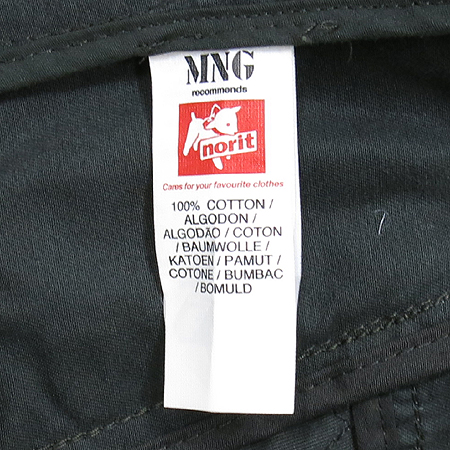 MNG
recommends
norit
Cares for your favourite clothes
100% COTTON /
ALGODON /
ALGODÃO / COTON
/ BAUMWOLLE /
KATOEN / PAMUT /
COTONE / BUMBAC
/BOMULD